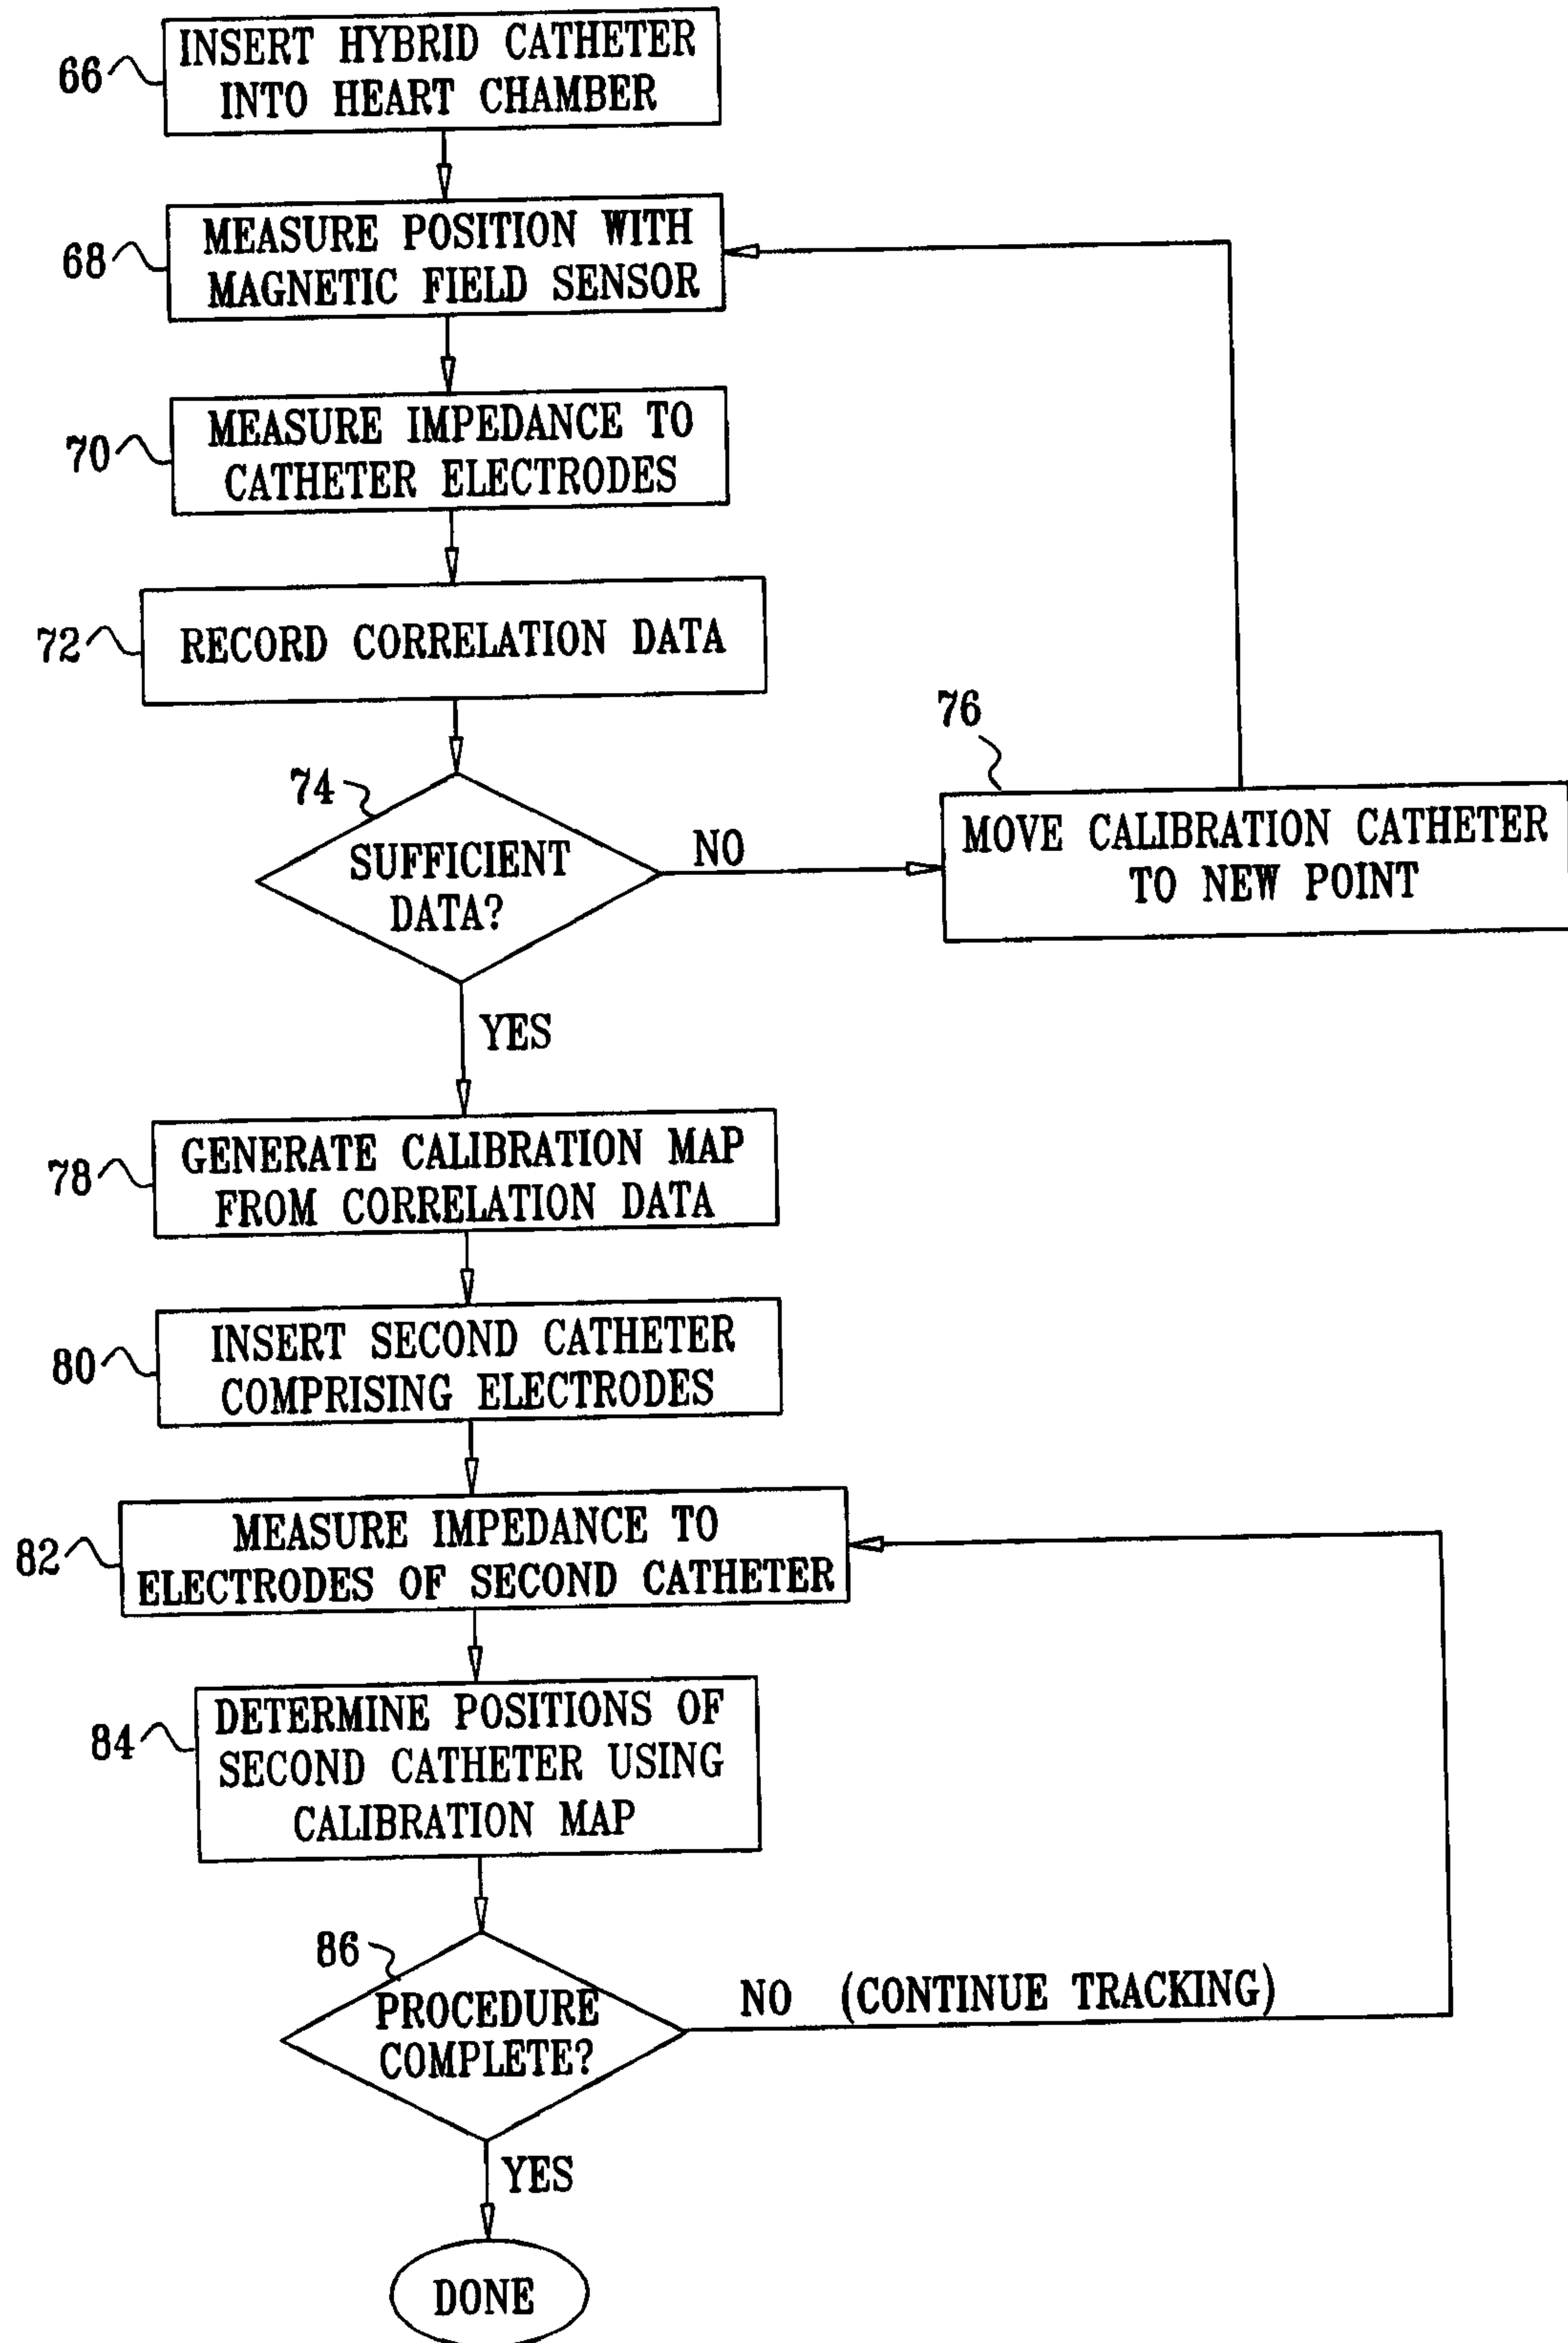 66
INSERT HYBRID CATHETER
INTO HEART CHAMBER
68
MEASURE POSITION WITH
MAGNETIC FIELD SENSOR
70
MEASURE IMPEDANCE TO
CATHETER ELECTRODES
72
RECORD CORRELATION DATA
74
SUFFICIENT
DATA?
NO
76
MOVE CALIBRATION CATHETER
TO NEW POINT
YES
78
GENERATE CALIBRATION MAP
FROM CORRELATION DATA
80
INSERT SECOND CATHETER
COMPRISING ELECTRODES
82
MEASURE IMPEDANCE TO
ELECTRODES OF SECOND CATHETER
84
DETERMINE POSITIONS OF
SECOND CATHETER USING
CALIBRATION MAP
86
PROCEDURE
COMPLETE?
NO (CONTINUE TRACKING)
YES
DONE